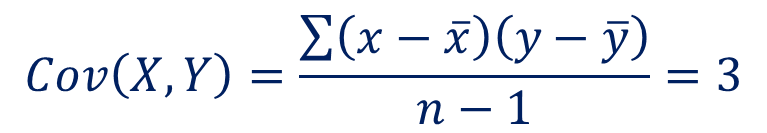 Cov(X, Y) = ∑(x − x̄)(y − ȳ) / n − 1 = 3